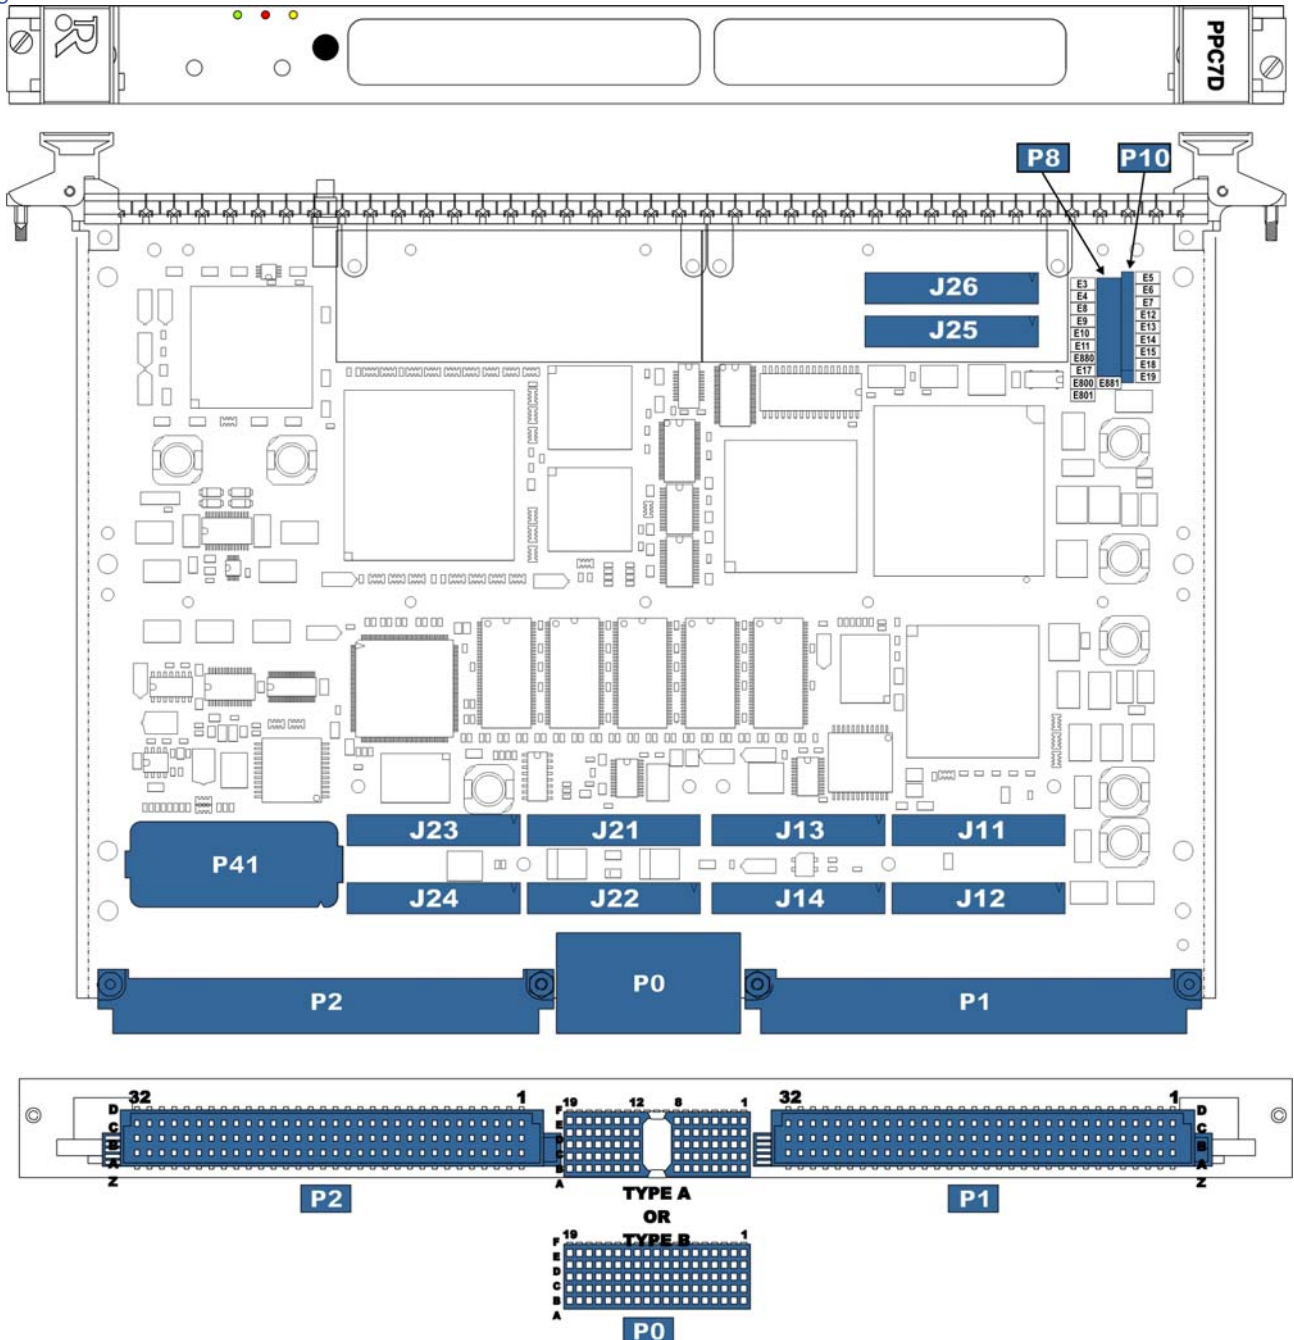 R
PPC7D
P8 P10
J26
J25
E3
E4
E8
E9
E10
E11
E880
E17
E800 E881
E801
E5
E6
E7
E12
E13
E14
E15
E18
E19
J23 J21 J13 J11
P41
J24 J22 J14 J12
P2 P0 P1
32 1
D
C
B
A
Z
19 12 8 1
F
E
D
C
B
A
32 1
D
C
B
A
Z
P2
TYPE A
OR
TYPE B
P1
19 1
F
E
D
C
B
A
P0